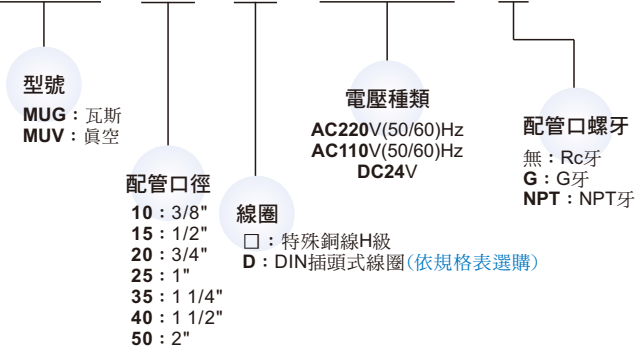 型號
MUG：瓦斯
MUV：眞空
配管口徑
10：3/8"
15：1/2"
20：3/4"
25：1"
35：1 1/4"
40：1 1/2"
50：2"
線圈
□：特殊銅線H級
D：DIN插頭式線圈(依規格表選購)
電壓種類
AC220V(50/60)Hz
AC110V(50/60)Hz
DC24V
配管口螺牙
無：Rc牙
G：G牙
NPT：NPT牙